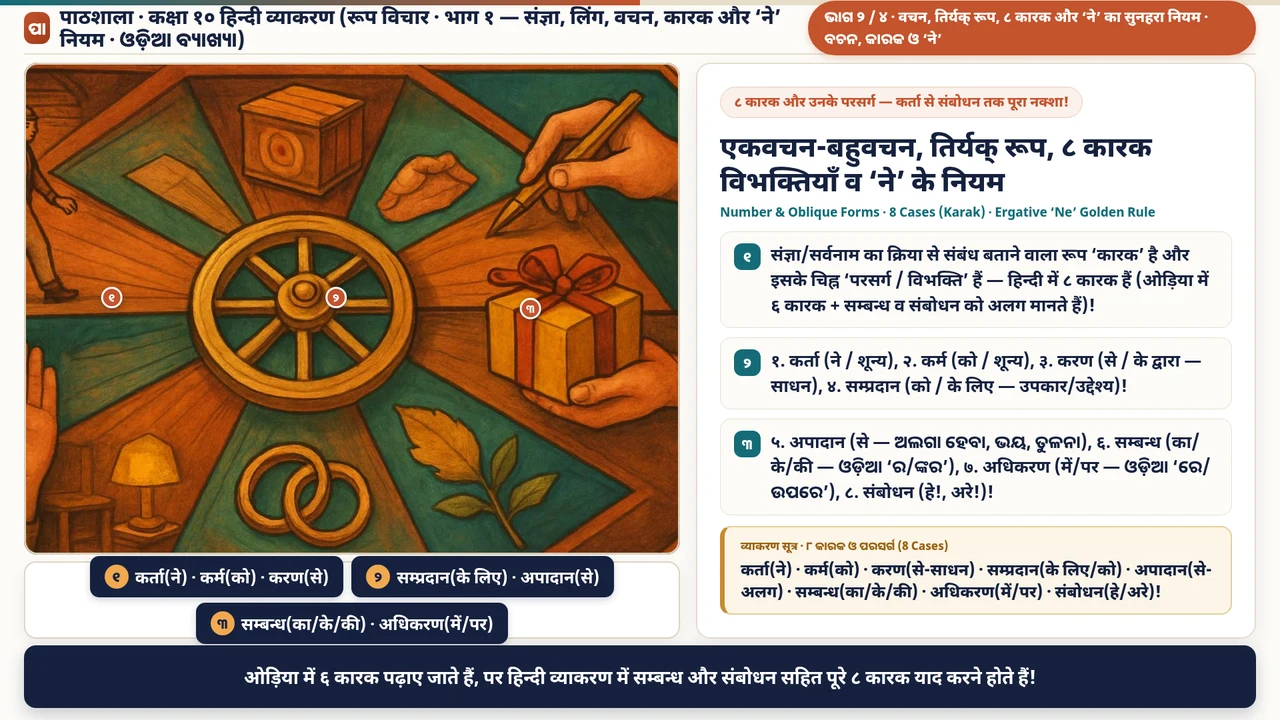 ପା
पाठशाला · कक्षा १० हिन्दी व्याकरण (रूप विचार · भाग १ — संज्ञा, लिंग, वचन, कारक और ‘ने’
नियम · ଓଡ଼ିଆ ବ୍ୟାଖ୍ୟା)
ଭାଗ ୨ / ୪ · वचन, तिर्यक् रूप, ८ कारक और ‘ने’ का सुनहरा नियम ·
ବଚନ, କାରକ ଓ ‘ने’
୧
୨
୩
୧ कर्ता(ने) · कर्म(को) · करण(से)
୨ सम्प्रदान(के लिए) · अपादान(से)
୩ सम्बन्ध(का/के/की) · अधिकरण(में/पर)
८ कारक और उनके परसर्ग — कर्ता से संबोधन तक पूरा नक्शा!
एकवचन-बहुवचन, तिर्यक् रूप, ८ कारक
विभक्तियाँ व ‘ने’ के नियम
Number & Oblique Forms · 8 Cases (Karak) · Ergative ‘Ne’ Golden Rule
୧ संज्ञा/सर्वनाम का क्रिया से संबंध बताने वाला रूप ‘कारक’ है और
इसके चिह्न ‘परसर्ग / विभक्ति’ हैं — हिन्दी में ८ कारक हैं (ओड़िया में
६ कारक + सम्बन्ध व संबोधन को अलग मानते हैं)!
୨ १. कर्ता (ने / शून्य), २. कर्म (को / शून्य), ३. करण (से / के द्वारा —
साधन), ४. सम्प्रदान (को / के लिए — उपकार/उद्देश्य)!
୩ ५. अपादान (से — ଅଲଗା ହେବା, ଭୟ, ତୁଳନା), ६. सम्बन्ध (का/
के/की — ଓଡ଼ିଆ ‘ର/ଙ୍କର’), ७. अधिकरण (में/पर — ଓଡ଼ିଆ ‘ରେ/
ଉପରେ’), ८. संबोधन (हे!, अरे!)!
व्याकरण सूत्र · ୮ କାରକ ଓ ପରସର୍ଗ (8 Cases)
कर्ता(ने) · कर्म(को) · करण(से-साधन) · सम्प्रदान(के लिए/को) · अपादान(से-
अलग) · सम्बन्ध(का/के/की) · अधिकरण(में/पर) · संबोधन(हे/अरे)!
ओड़िया में ६ कारक पढ़ाए जाते हैं, पर हिन्दी व्याकरण में सम्बन्ध और संबोधन सहित पूरे ८ कारक याद करने होते हैं!